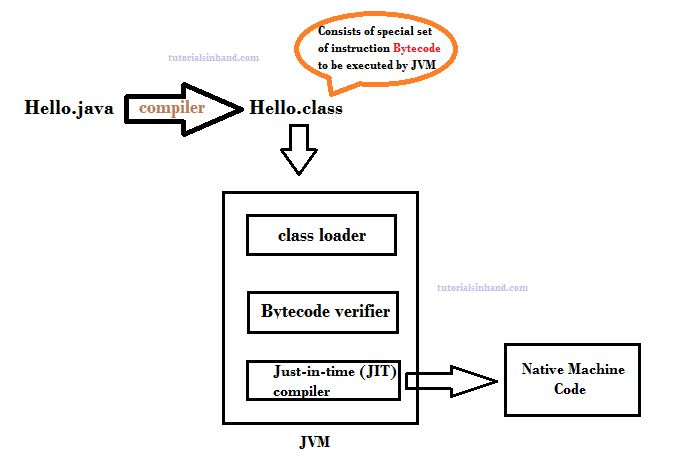 Consists of special set
of instruction Bytecode
to be executed by JVM
tutorialsinhand.com
Hello.java
compiler
Hello.class
class loader
tutorialsinhand.com
Bytecode verifier
Just-in-time (JIT)
compiler
Native Machine
Code
JVM